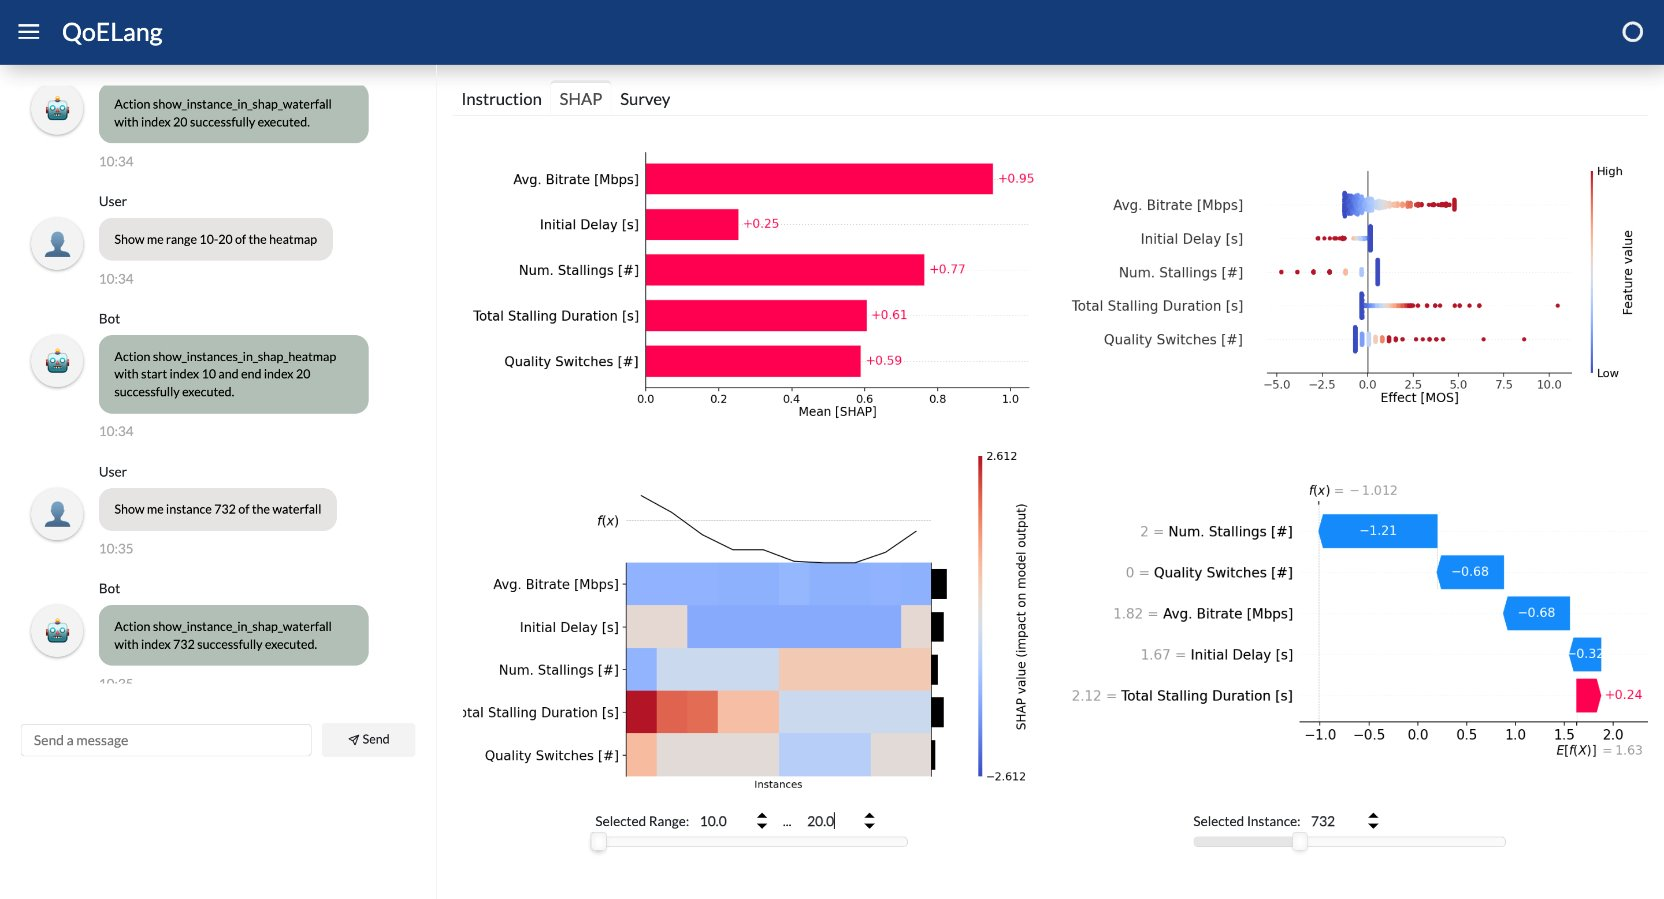 QoELang
Action show_instance_in_shap_waterfall
with index 20 successfully executed.
10:34
User
Show me range 10-20 of the heatmap
10:34
Bot
Action show_instances_in_shap_heatmap
with start index 10 and end index 20
successfully executed.
10:34
User
Show me instance 732 of the waterfall
10:35
Bot
Action show_instance_in_shap_waterfall
with index 732 successfully executed.
10:35
Send a message
Send
Instruction SHAP Survey
Avg. Bitrate [Mbps] +0.95
Initial Delay [s] +0.25
Num. Stallings [#] +0.77
Total Stalling Duration [s] +0.61
Quality Switches [#] +0.59
0.0 0.2 0.4 0.6 0.8 1.0
Mean [SHAP]
High
Avg. Bitrate [Mbps]
Initial Delay [s]
Num. Stallings [#]
Total Stalling Duration [s]
Quality Switches [#]
Feature value
Low
−5.0 −2.5 0.0 2.5 5.0 7.5 10.0
Effect [MOS]
2.612
f(x)
Avg. Bitrate [Mbps]
Initial Delay [s]
Num. Stallings [#]
otal Stalling Duration [s]
Quality Switches [#]
Instances
SHAP value (impact on model output)
−2.612
Selected Range: 10.0 ... 20.0
f(x) = −1.012
2 = Num. Stallings [#] −1.21
0 = Quality Switches [#] −0.68
1.82 = Avg. Bitrate [Mbps] −0.68
1.67 = Initial Delay [s] −0.32
2.12 = Total Stalling Duration [s] +0.24
−1.0 −0.5 0.0 0.5 1.0 1.5 2.0
E[f(X)] = 1.63
Selected Instance: 732